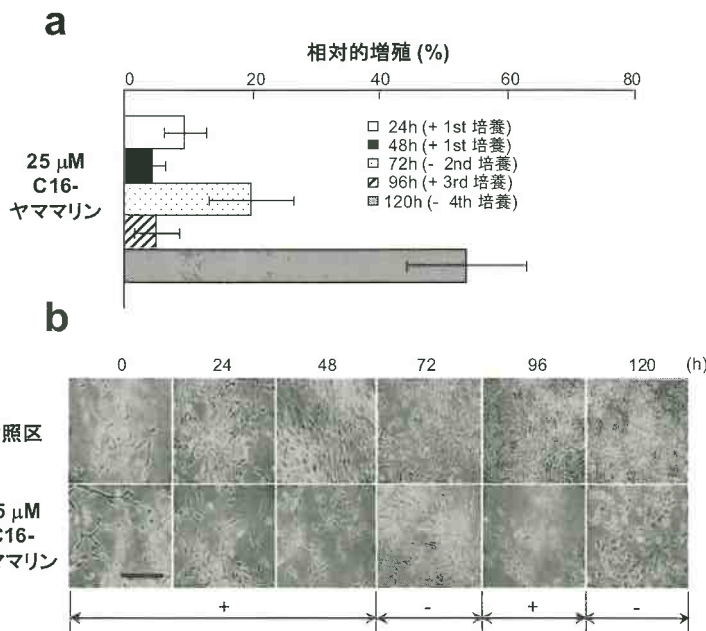 a
相対的増殖 (%)
0 20 40 60 80
25 μM
C16-
ヤママリン
24h (+ 1st 培養)
48h (+ 1st 培養)
72h (- 2nd 培養)
96h (+ 3rd 培養)
120h (- 4th 培養)
b
0 24 48 72 96 120 (h)
照区
5 μM
C16-
ママリン
+ - + -